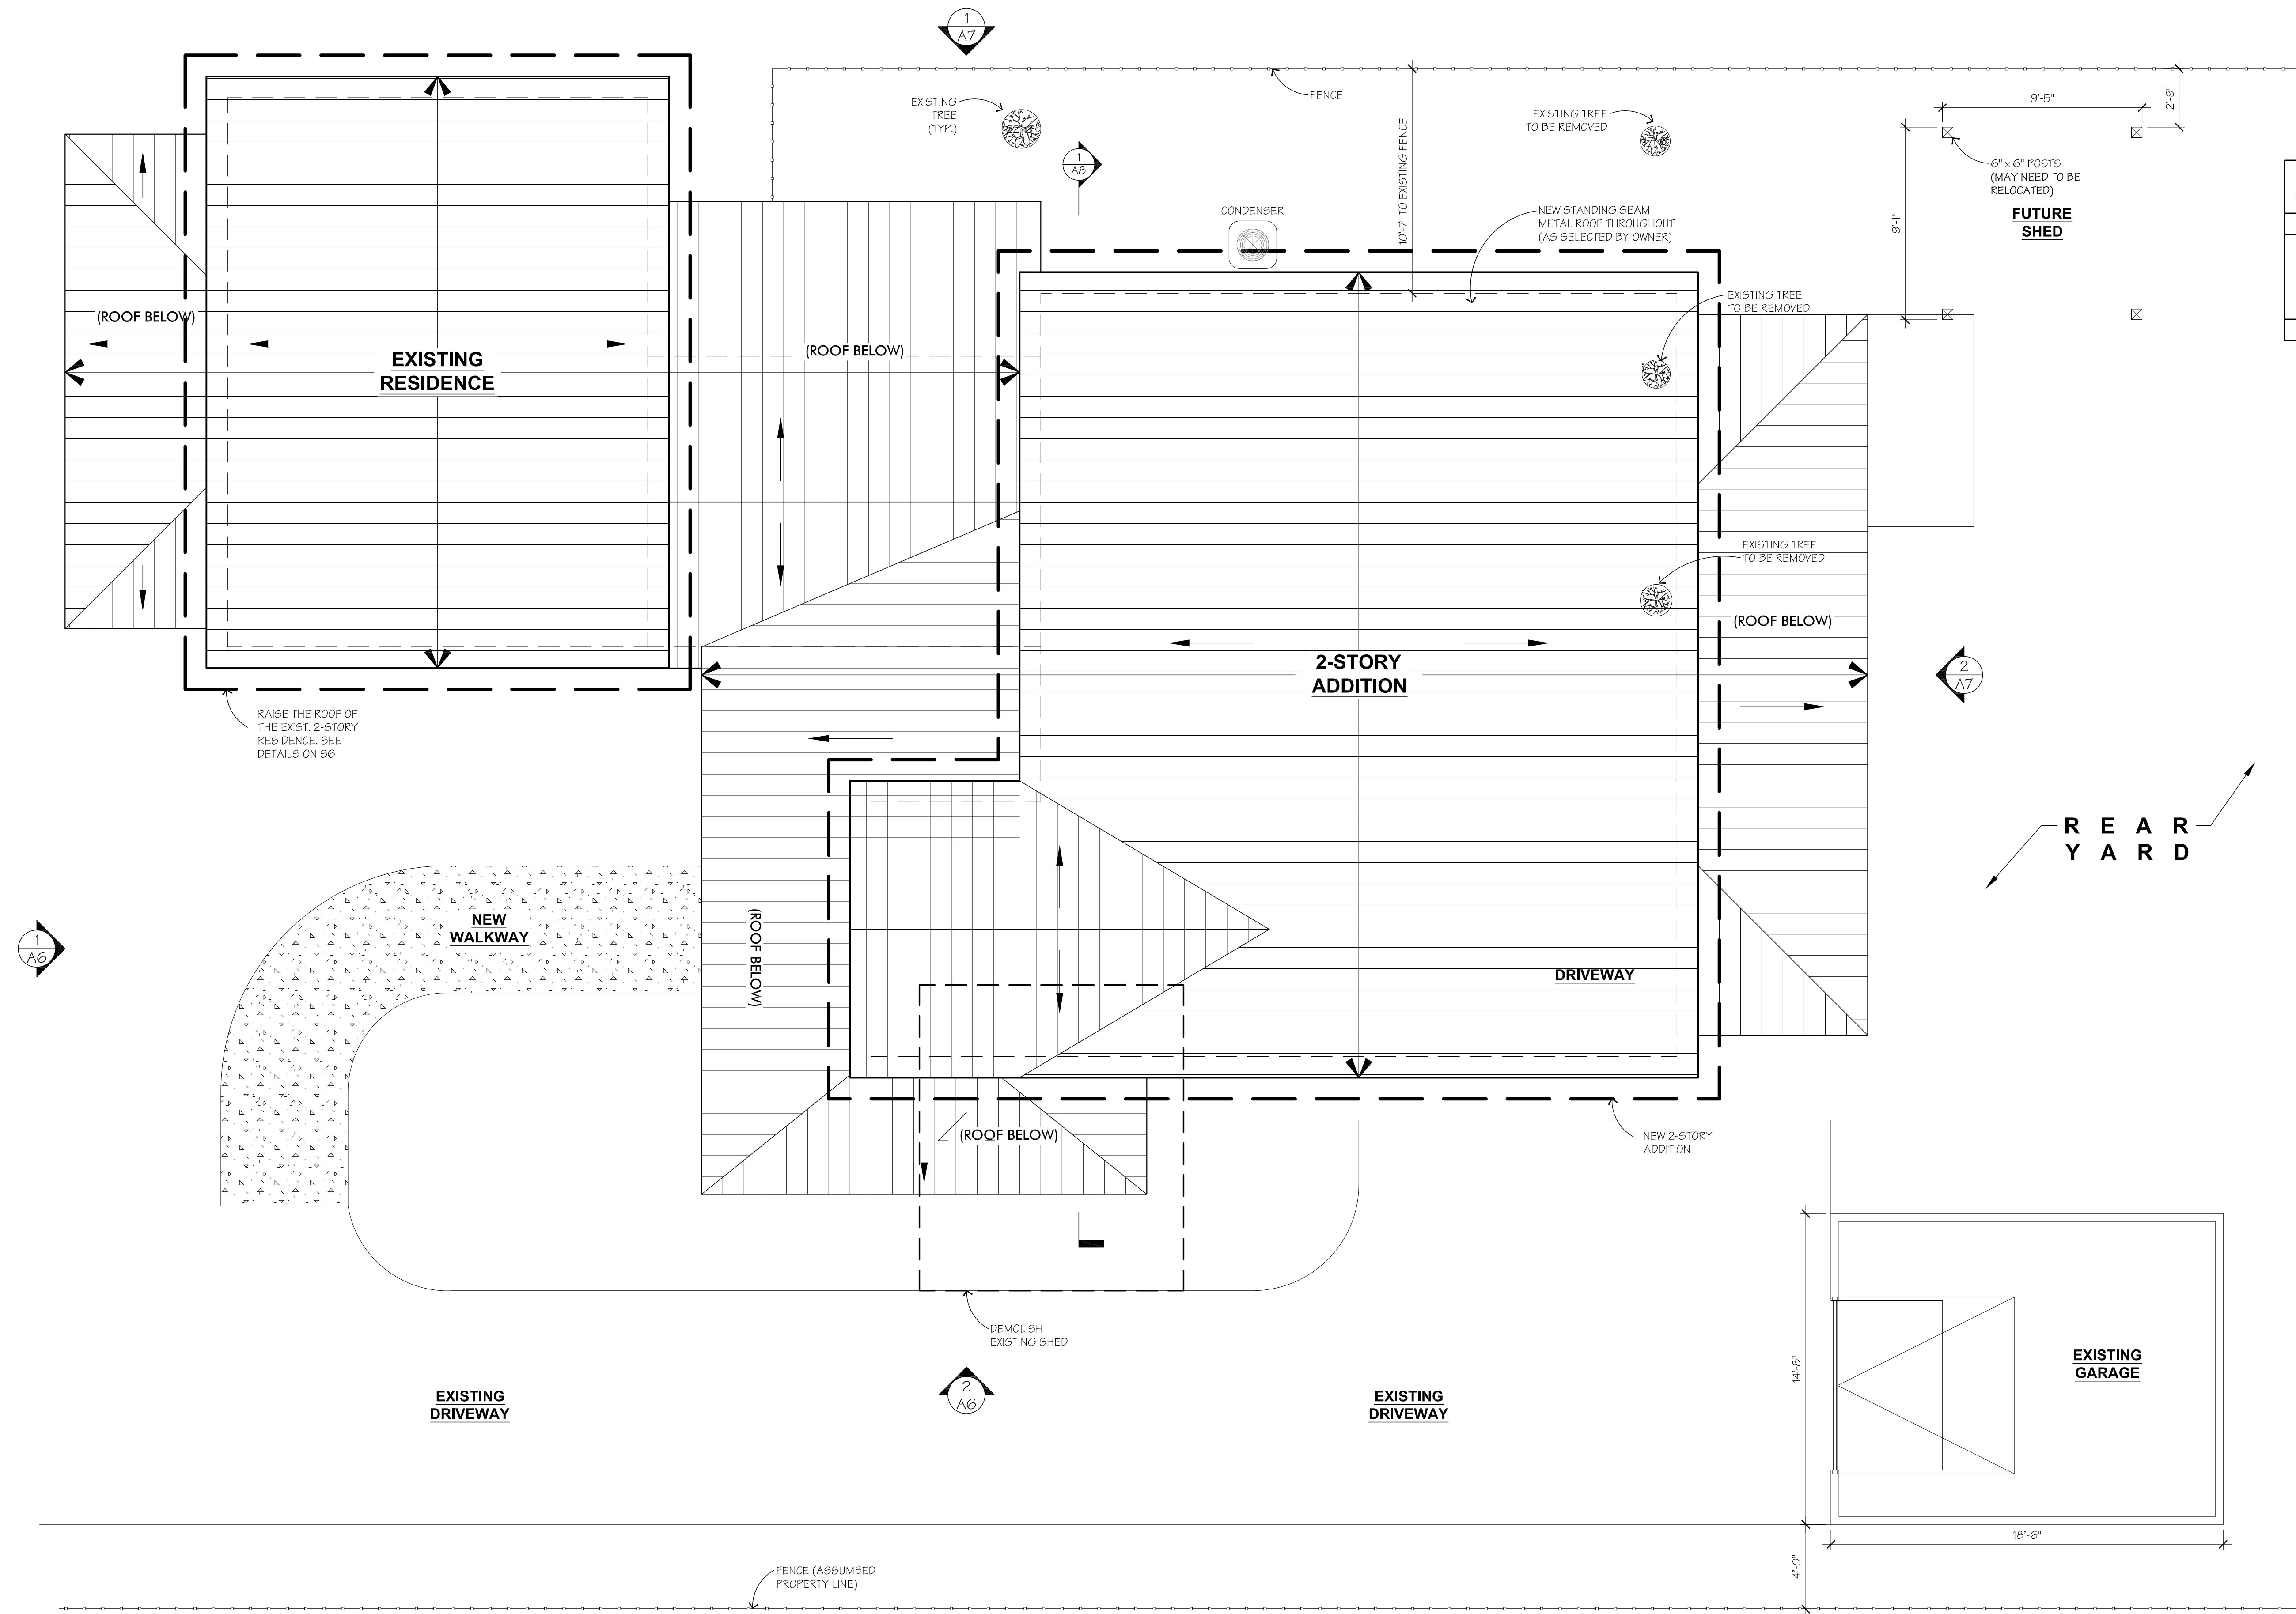 1
A7
FENCE
EXISTING
TREE
(TYP.)
EXISTING TREE
TO BE REMOVED
9'-5"
2'-9"
1
A8
10'-7" TO EXISTING FENCE
6" x 6" POSTS
(MAY NEED TO BE
RELOCATED)
FUTURE
SHED
9'-1"
CONDENSER
NEW STANDING SEAM
METAL ROOF THROUGHOUT
(AS SELECTED BY OWNER)
EXISTING TREE
TO BE REMOVED
(ROOF BELOW)
EXISTING
RESIDENCE
(ROOF BELOW)
EXISTING TREE
TO BE REMOVED
(ROOF BELOW)
2-STORY
ADDITION
2
A7
RAISE THE ROOF OF
THE EXIST. 2-STORY
RESIDENCE. SEE
DETAILS ON S6
REAR
YARD
NEW
WALKWAY
1
A6
(ROOF BELOW)
DRIVEWAY
(ROOF BELOW)
NEW 2-STORY
ADDITION
DEMOLISH
EXISTING SHED
14'-8"
EXISTING
GARAGE
EXISTING
DRIVEWAY
2
A6
EXISTING
DRIVEWAY
18'-6"
4'-0"
FENCE (ASSUMBED
PROPERTY LINE)